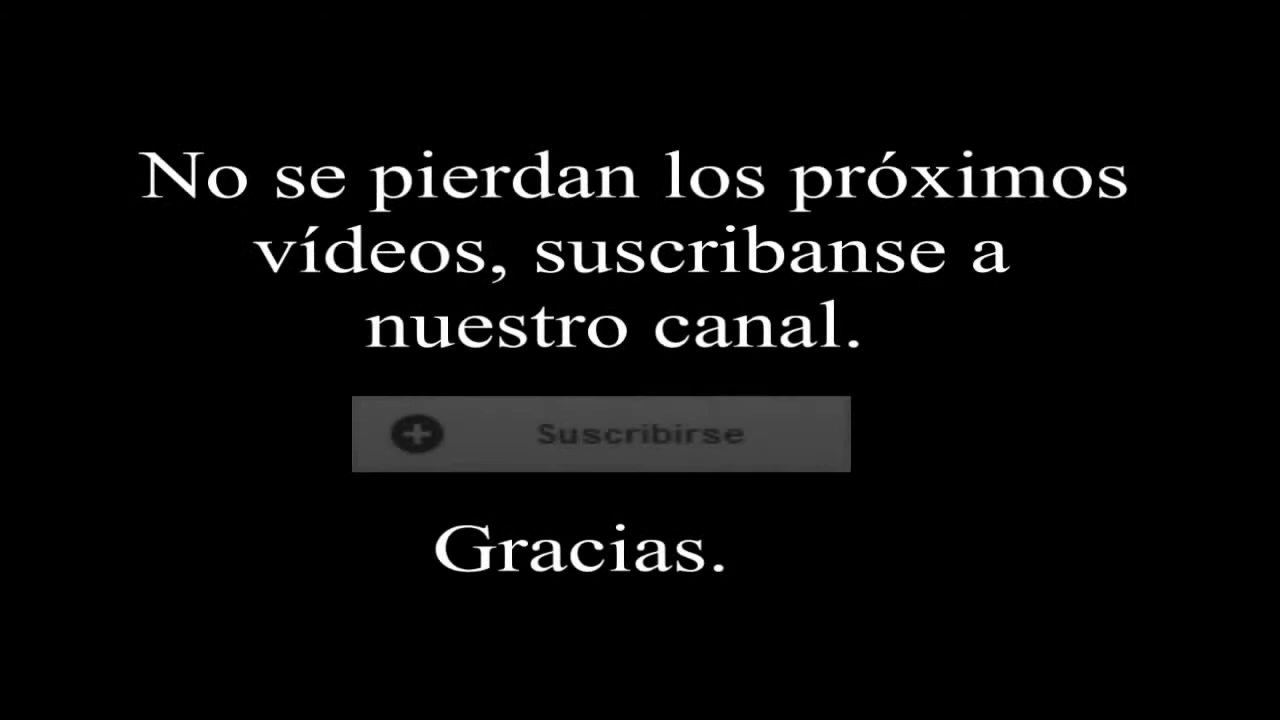 No se pierdan los próximos
vídeos, suscribanse a
nuestro canal.
Suscribirse
Gracias.